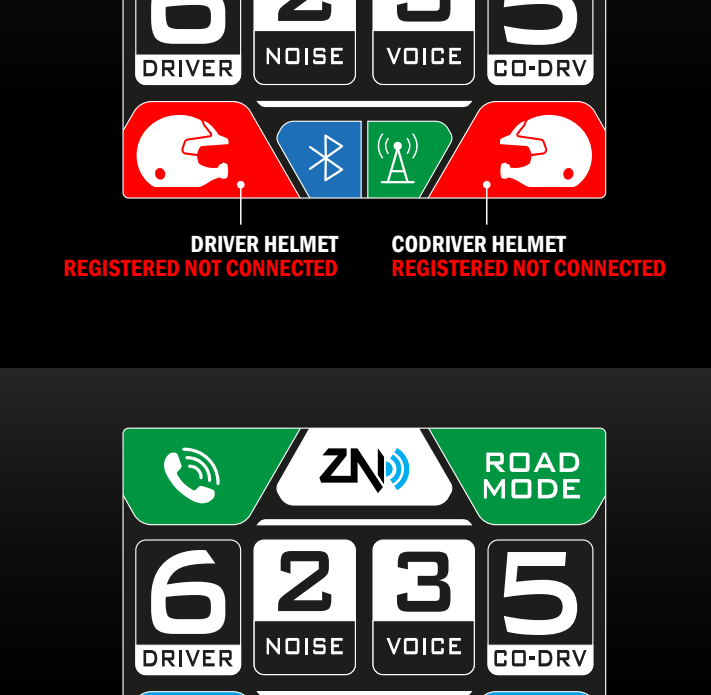 6 2 3 5
DRIVER NOISE VOICE CO-DRV
DRIVER HELMET CODRIVER HELMET
REGISTERED NOT CONNECTED REGISTERED NOT CONNECTED
ZN ROAD
MODE
6 2 3 5
DRIVER NOISE VOICE CO-DRV